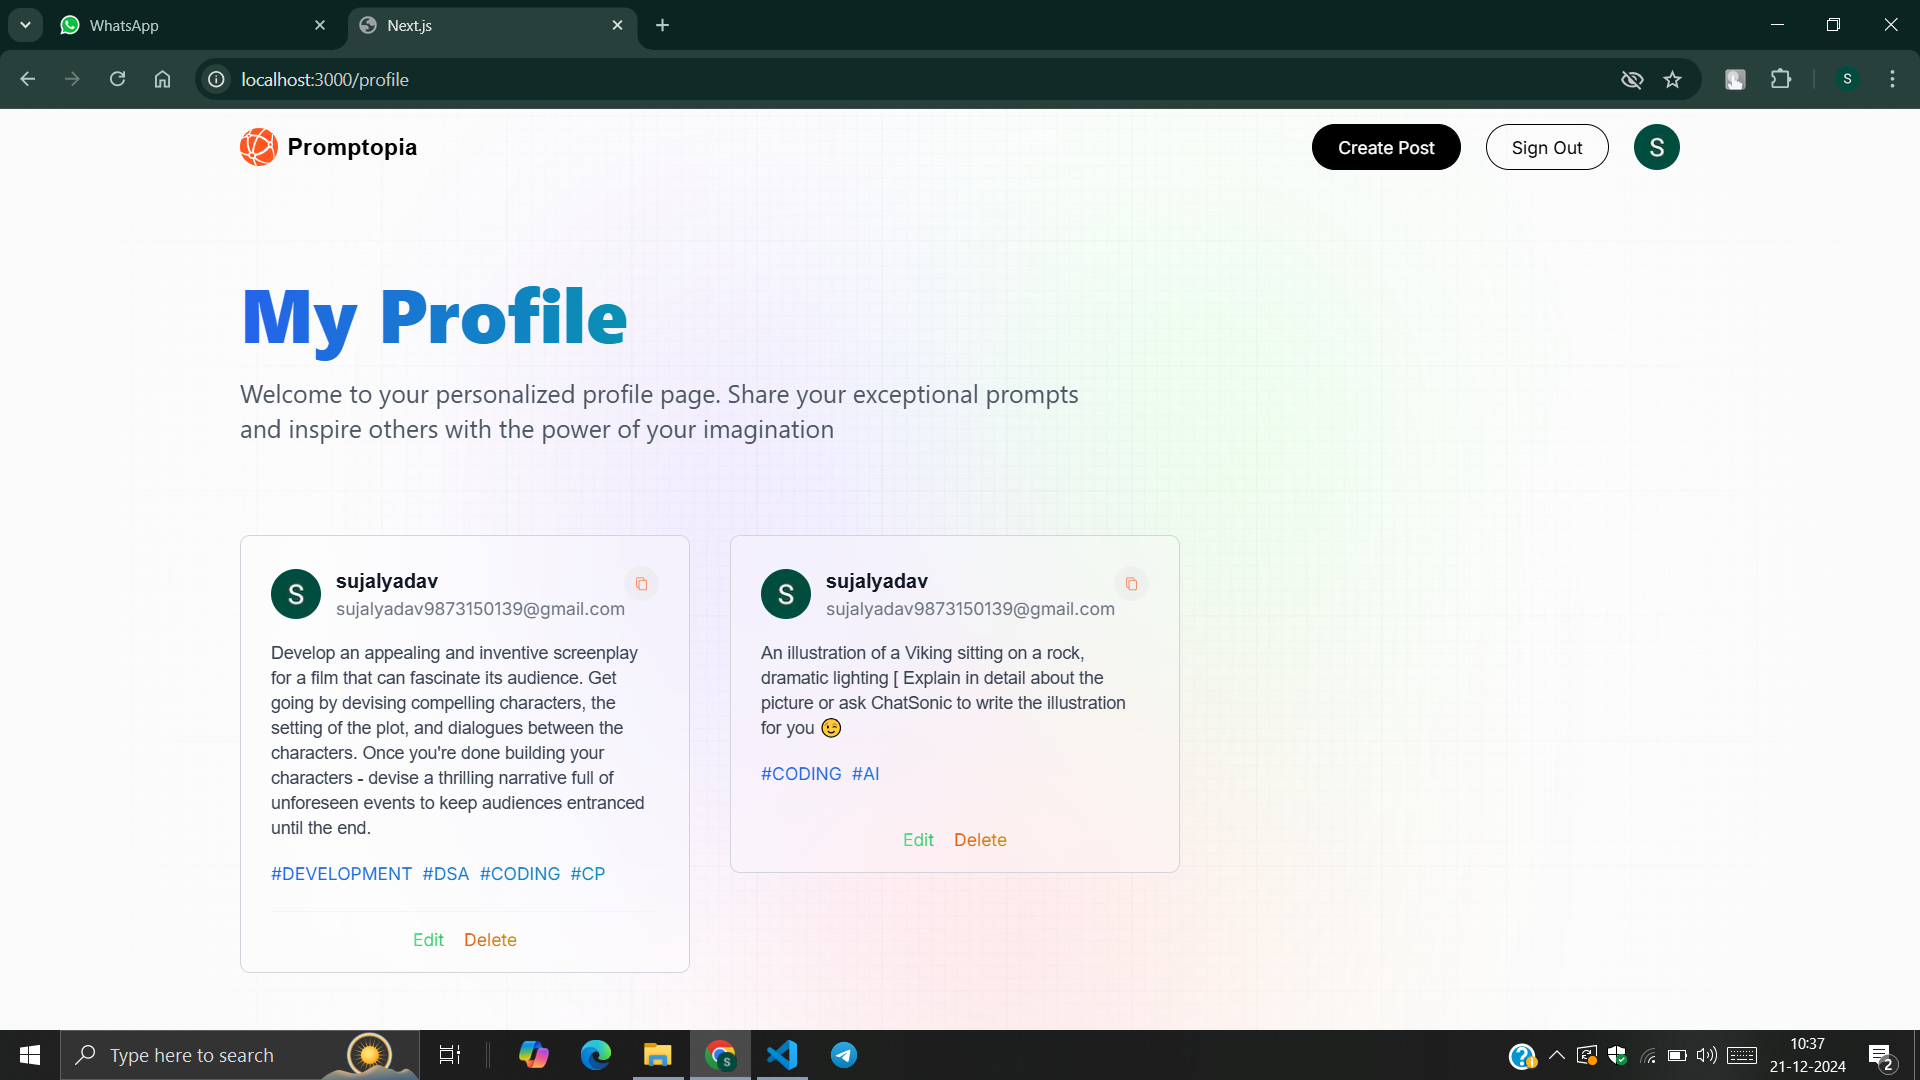 WhatsApp
Next.js
localhost:3000/profile
S
Promptopia
Create Post
Sign Out
S
My Profile
Welcome to your personalized profile page. Share your exceptional prompts
and inspire others with the power of your imagination
S
sujalyadav
sujalyadav9873150139@gmail.com
Develop an appealing and inventive screenplay
for a film that can fascinate its audience. Get
going by devising compelling characters, the
setting of the plot, and dialogues between the
characters. Once you're done building your
characters - devise a thrilling narrative full of
unforeseen events to keep audiences entranced
until the end.
#DEVELOPMENT #DSA #CODING #CP
Edit Delete
S
sujalyadav
sujalyadav9873150139@gmail.com
An illustration of a Viking sitting on a rock,
dramatic lighting [ Explain in detail about the
picture or ask ChatSonic to write the illustration
for you 😉
#CODING #AI
Edit Delete
Type here to search
S
10:37
21-12-2024
2